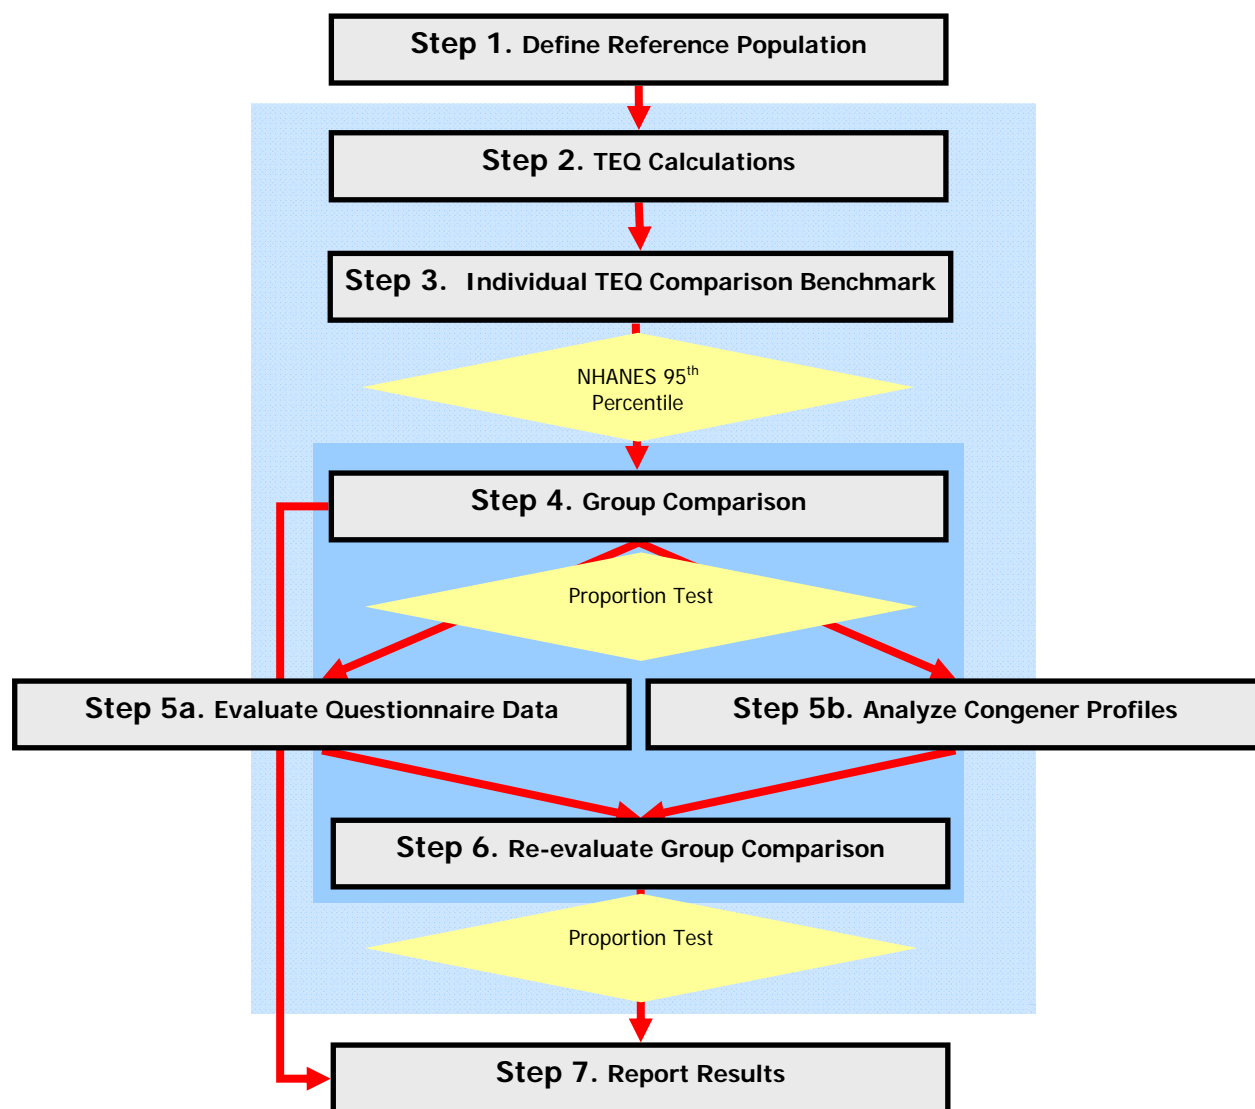 Step 1. Define Reference Population
Step 2. TEQ Calculations
Step 3. Individual TEQ Comparison Benchmark
NHANES 95th
Percentile
Step 4. Group Comparison
Proportion Test
Step 5a. Evaluate Questionnaire Data
Step 5b. Analyze Congener Profiles
Step 6. Re-evaluate Group Comparison
Proportion Test
Step 7. Report Results